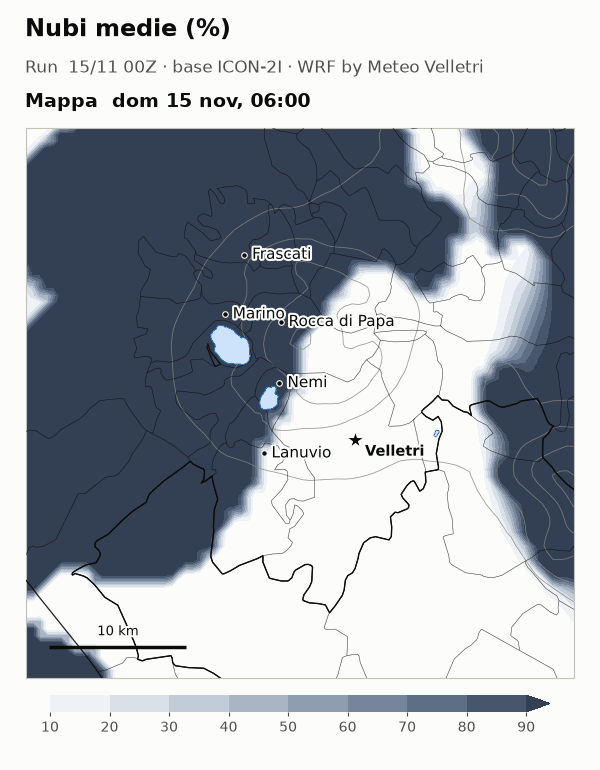 Nubi medie (%)
Run 15/11 00Z · base ICON-2I · WRF by Meteo Velletri
Mappa dom 15 nov, 06:00
Frascati
Marino
Rocca di Papa
Nemi
Lanuvio
Velletri
10 km
10 20 30 40 50 60 70 80 90